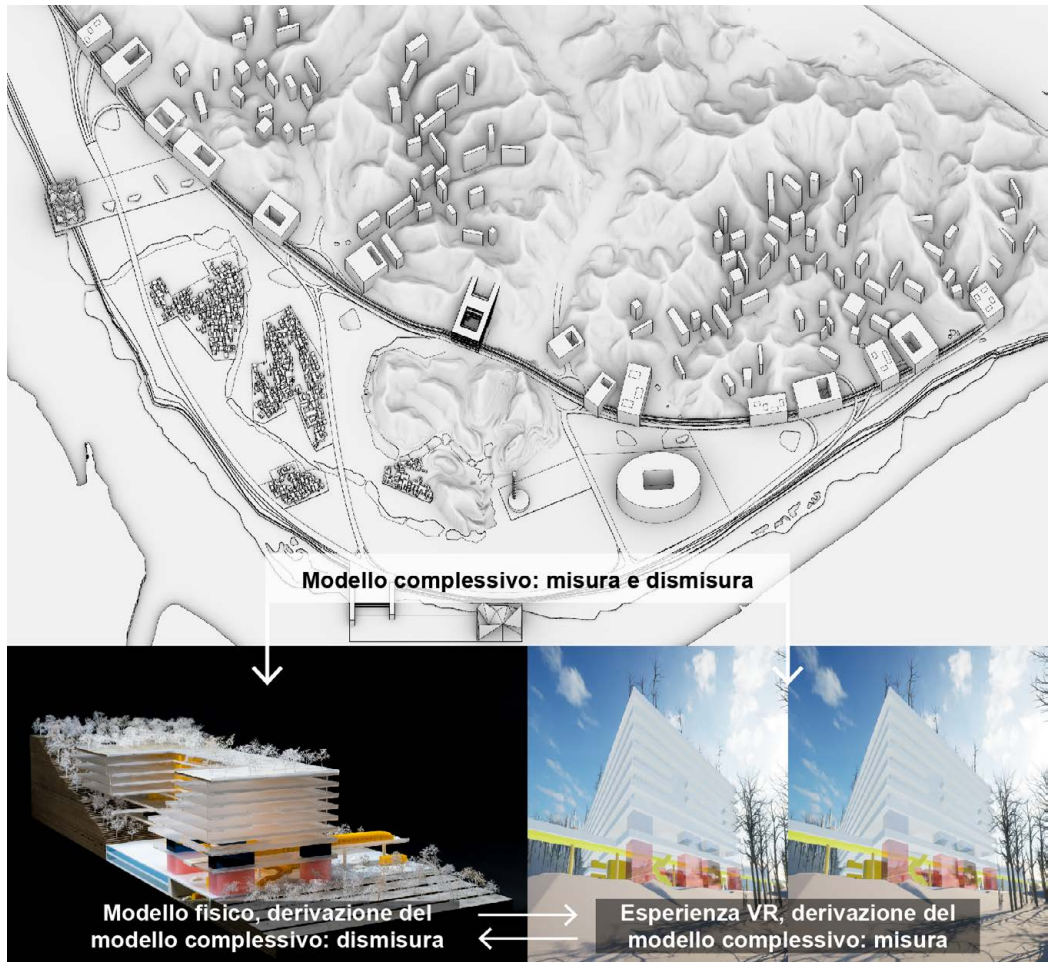 Modello complessivo: misura e dismisura
Modello fisico, derivazione del
modello complessivo: dismisura
Esperienza VR, derivazione del
modello complessivo: misura